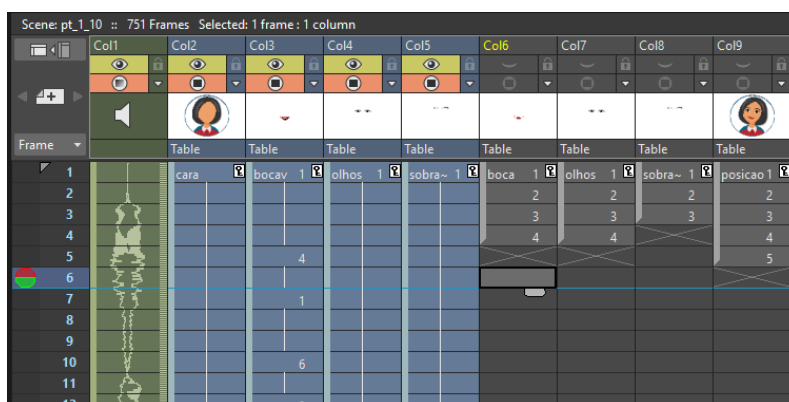 Scene: pt_1_10 :: 751 Frames Selected: 1 frame : 1 column
Col1 Col2 Col3 Col4 Col5 Col6 Col7 Col8 Col9
Frame Table Table Table Table Table Table Table Table
1 cara bocav 1 olhos 1 sobra~ 1 boca 1 olhos 1 sobra~ 1 posicao 1
2 2 2 2 2
3 3 3 3 3
4 4 4 4
5 4 5
6
7 1
8
9
10 6
11